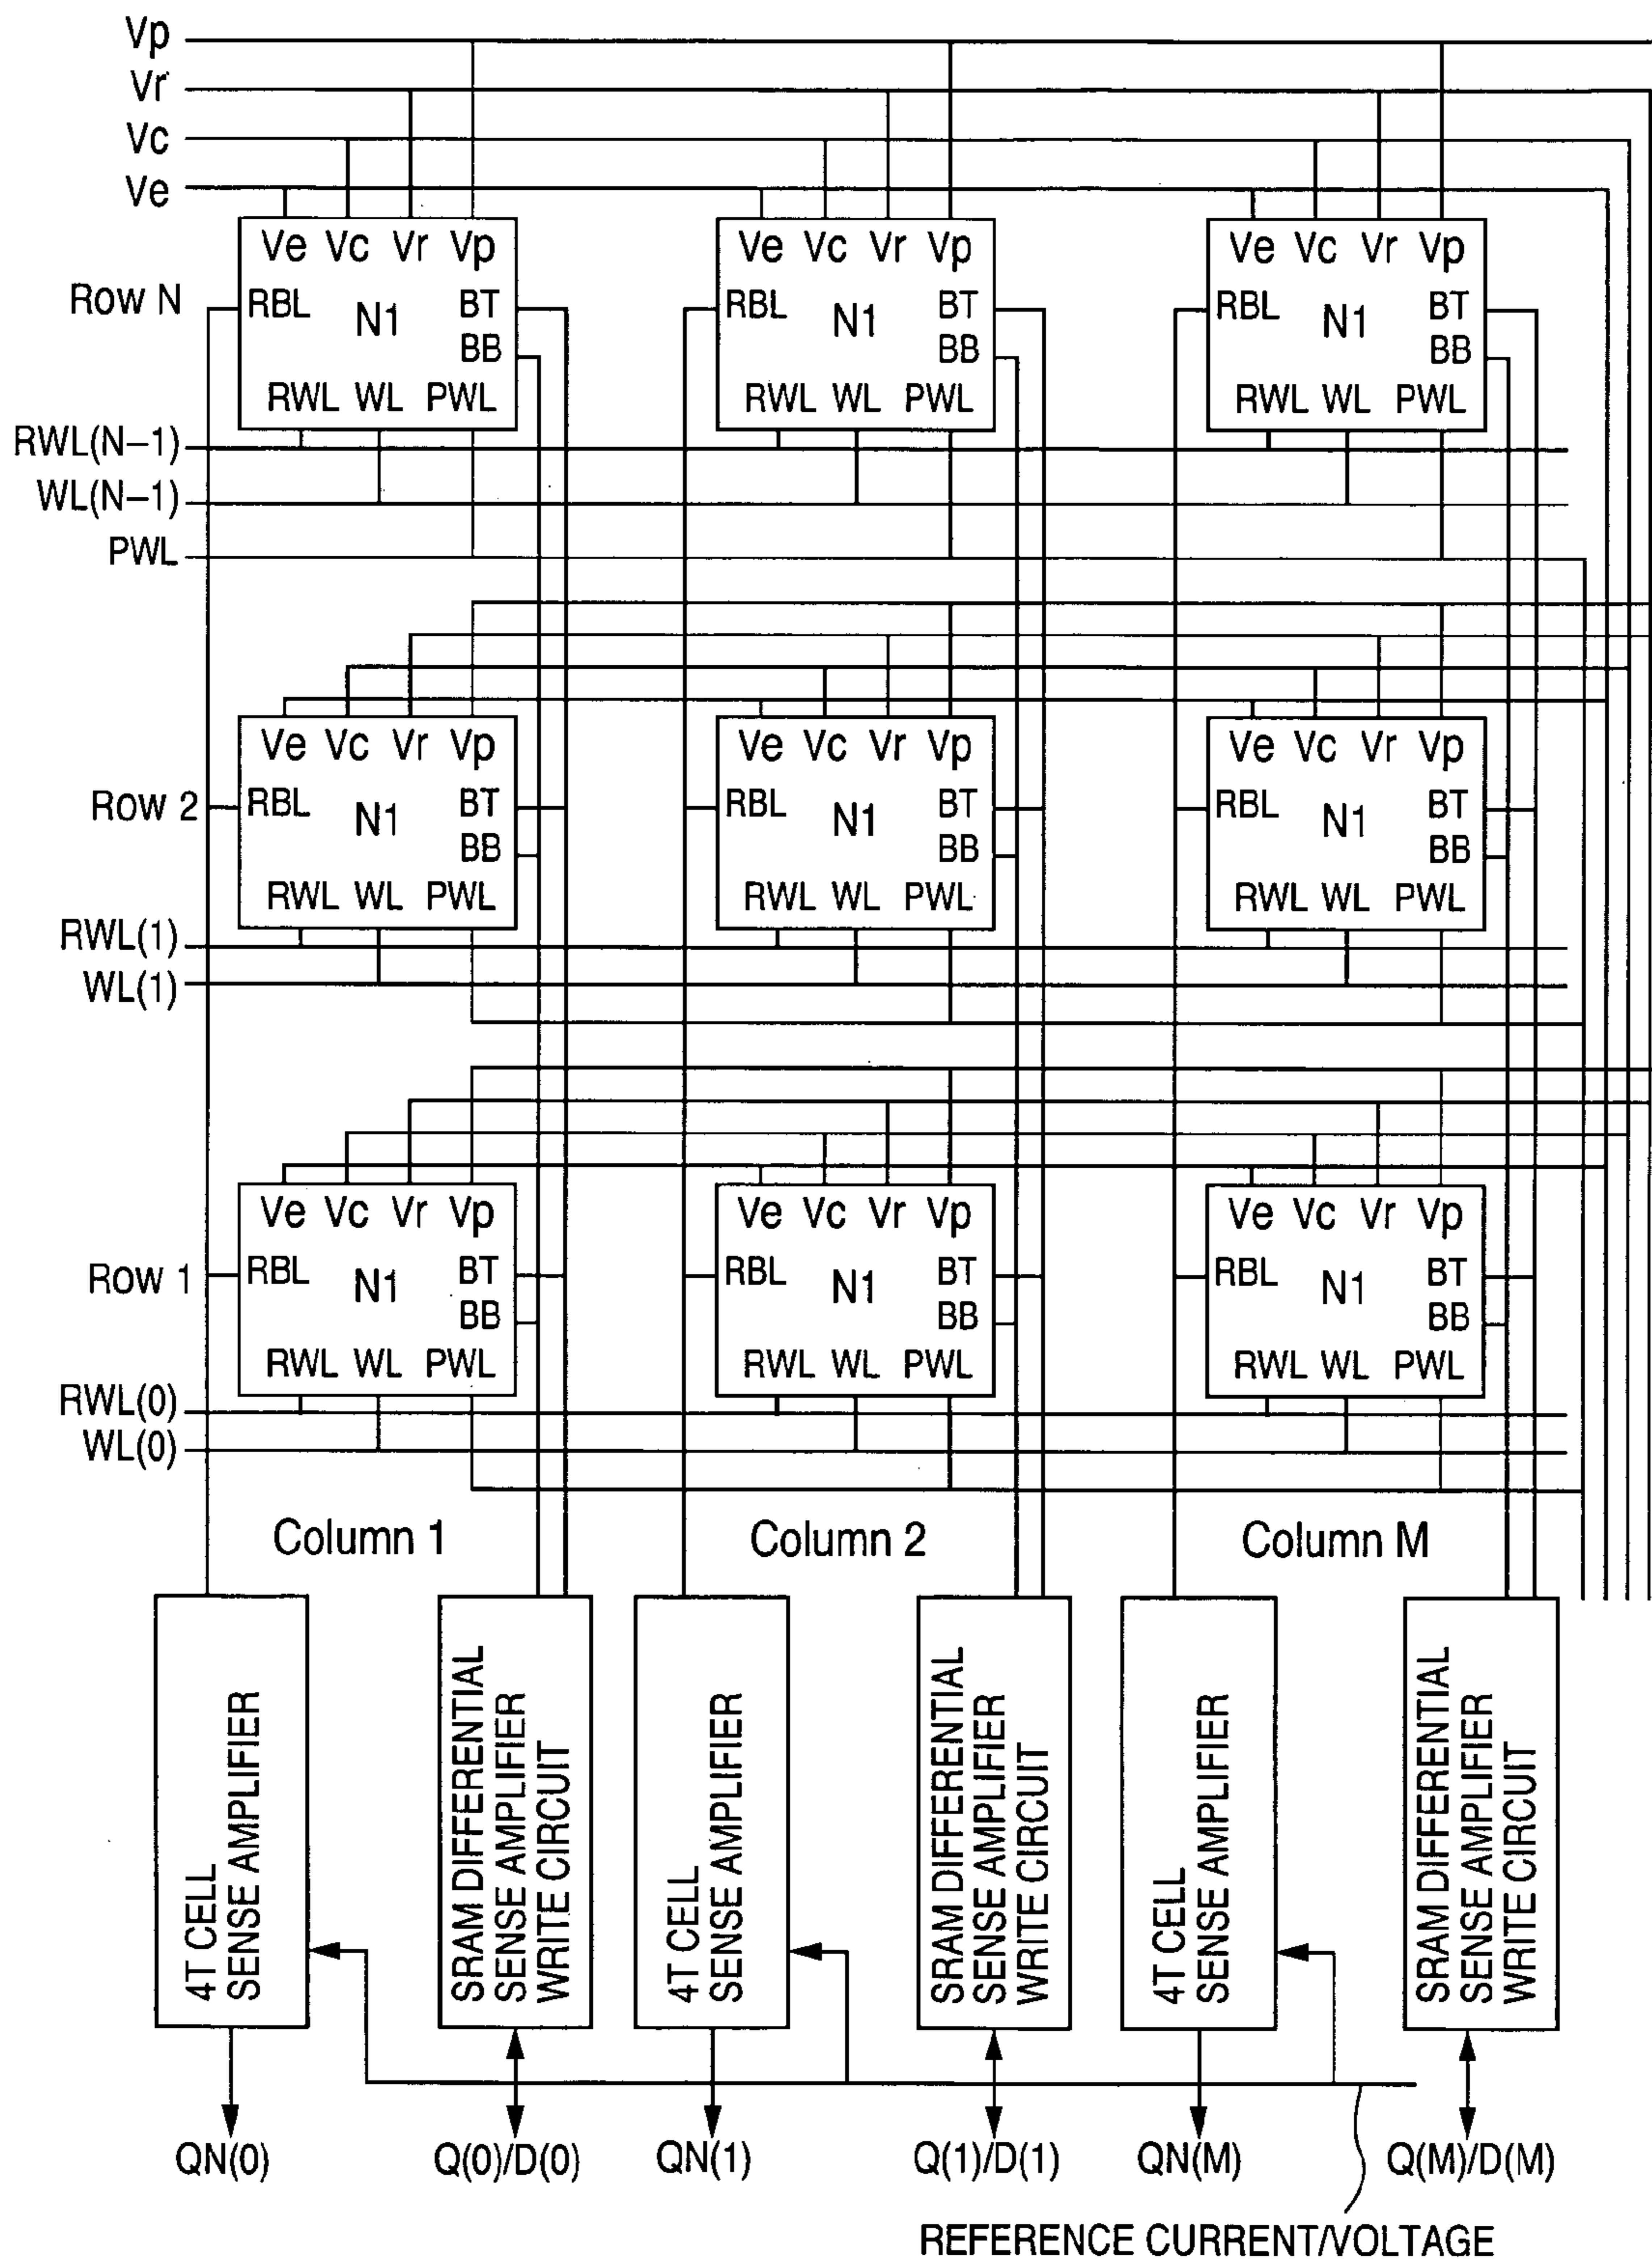 Vp
Vr
Vc
Ve
Ve Vc Vr Vp
Ve Vc Vr Vp
Ve Vc Vr Vp
Row N
RBL N1 BT
RBL N1 BT
RBL N1 BT
BB
BB
BB
RWL WL PWL
RWL WL PWL
RWL WL PWL
RWL(N–1)
WL(N–1)
PWL
Ve Vc Vr Vp
Ve Vc Vr Vp
Ve Vc Vr Vp
Row 2
RBL N1 BT
RBL N1 BT
RBL N1 BT
BB
BB
BB
RWL WL PWL
RWL WL PWL
RWL WL PWL
RWL(1)
WL(1)
Ve Vc Vr Vp
Ve Vc Vr Vp
Ve Vc Vr Vp
Row 1
RBL N1 BT
RBL N1 BT
RBL N1 BT
BB
BB
BB
RWL WL PWL
RWL WL PWL
RWL WL PWL
RWL(0)
WL(0)
Column 1
Column 2
Column M
4T CELL
SENSE AMPLIFIER
SRAM DIFFERENTIAL
SENSE AMPLIFIER
WRITE CIRCUIT
4T CELL
SENSE AMPLIFIER
SRAM DIFFERENTIAL
SENSE AMPLIFIER
WRITE CIRCUIT
4T CELL
SENSE AMPLIFIER
SRAM DIFFERENTIAL
SENSE AMPLIFIER
WRITE CIRCUIT
QN(0)
Q(0)/D(0)
QN(1)
Q(1)/D(1)
QN(M)
Q(M)/D(M)
REFERENCE CURRENT/VOLTAGE